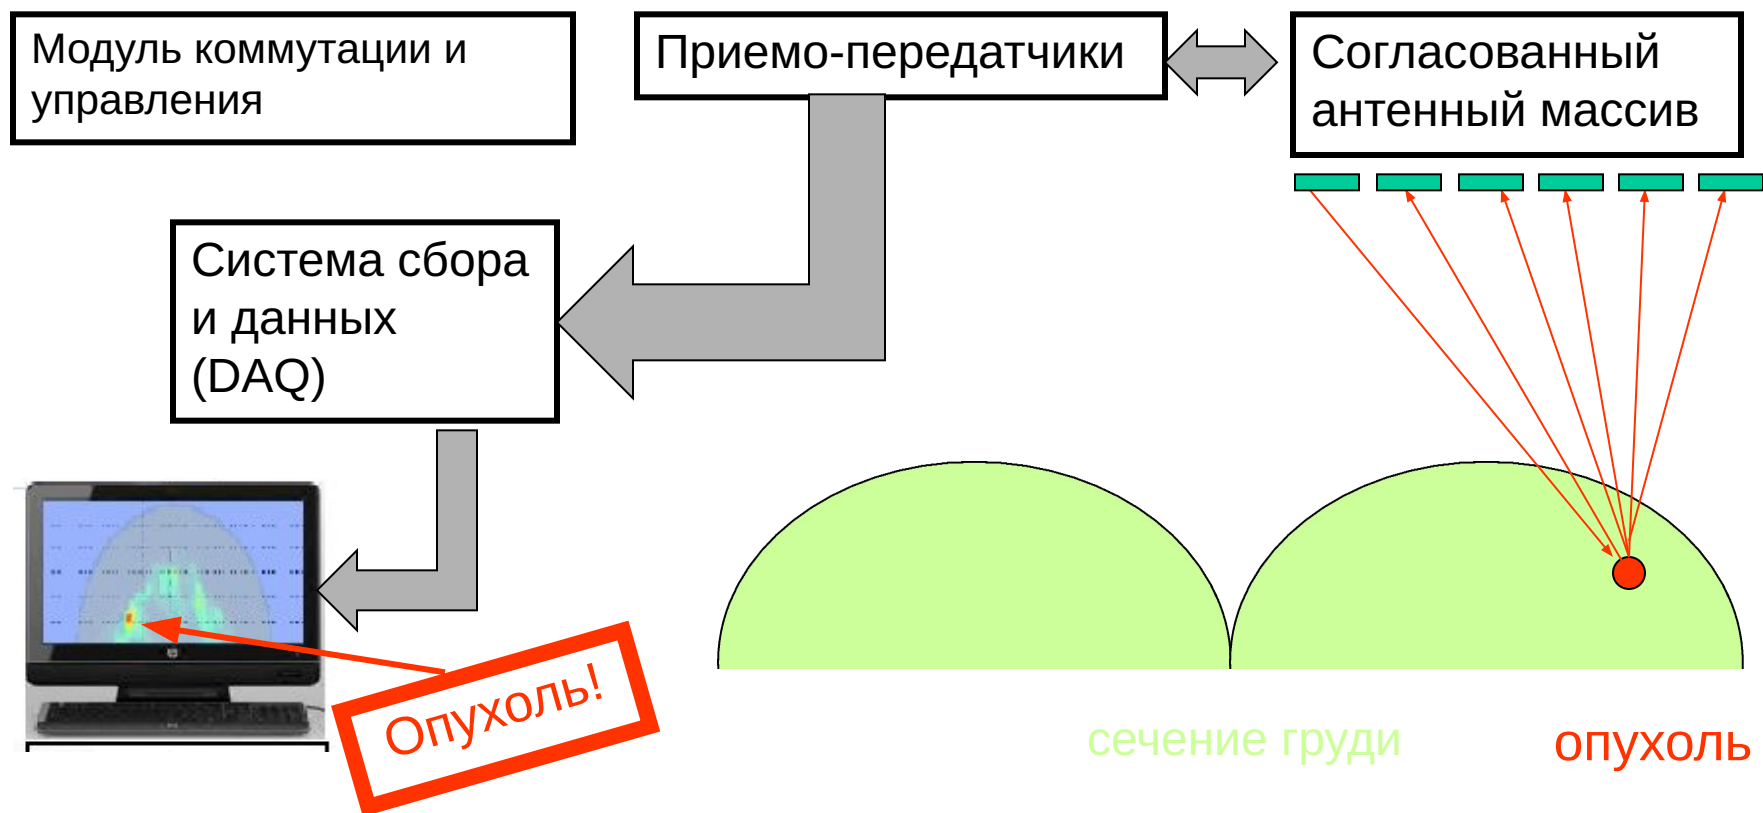 Модуль коммутации и
управления
Приемо-передатчики
Согласованный
антенный массив
Система сбора
и данных
(DAQ)
Опухоль!
сечение груди
опухоль